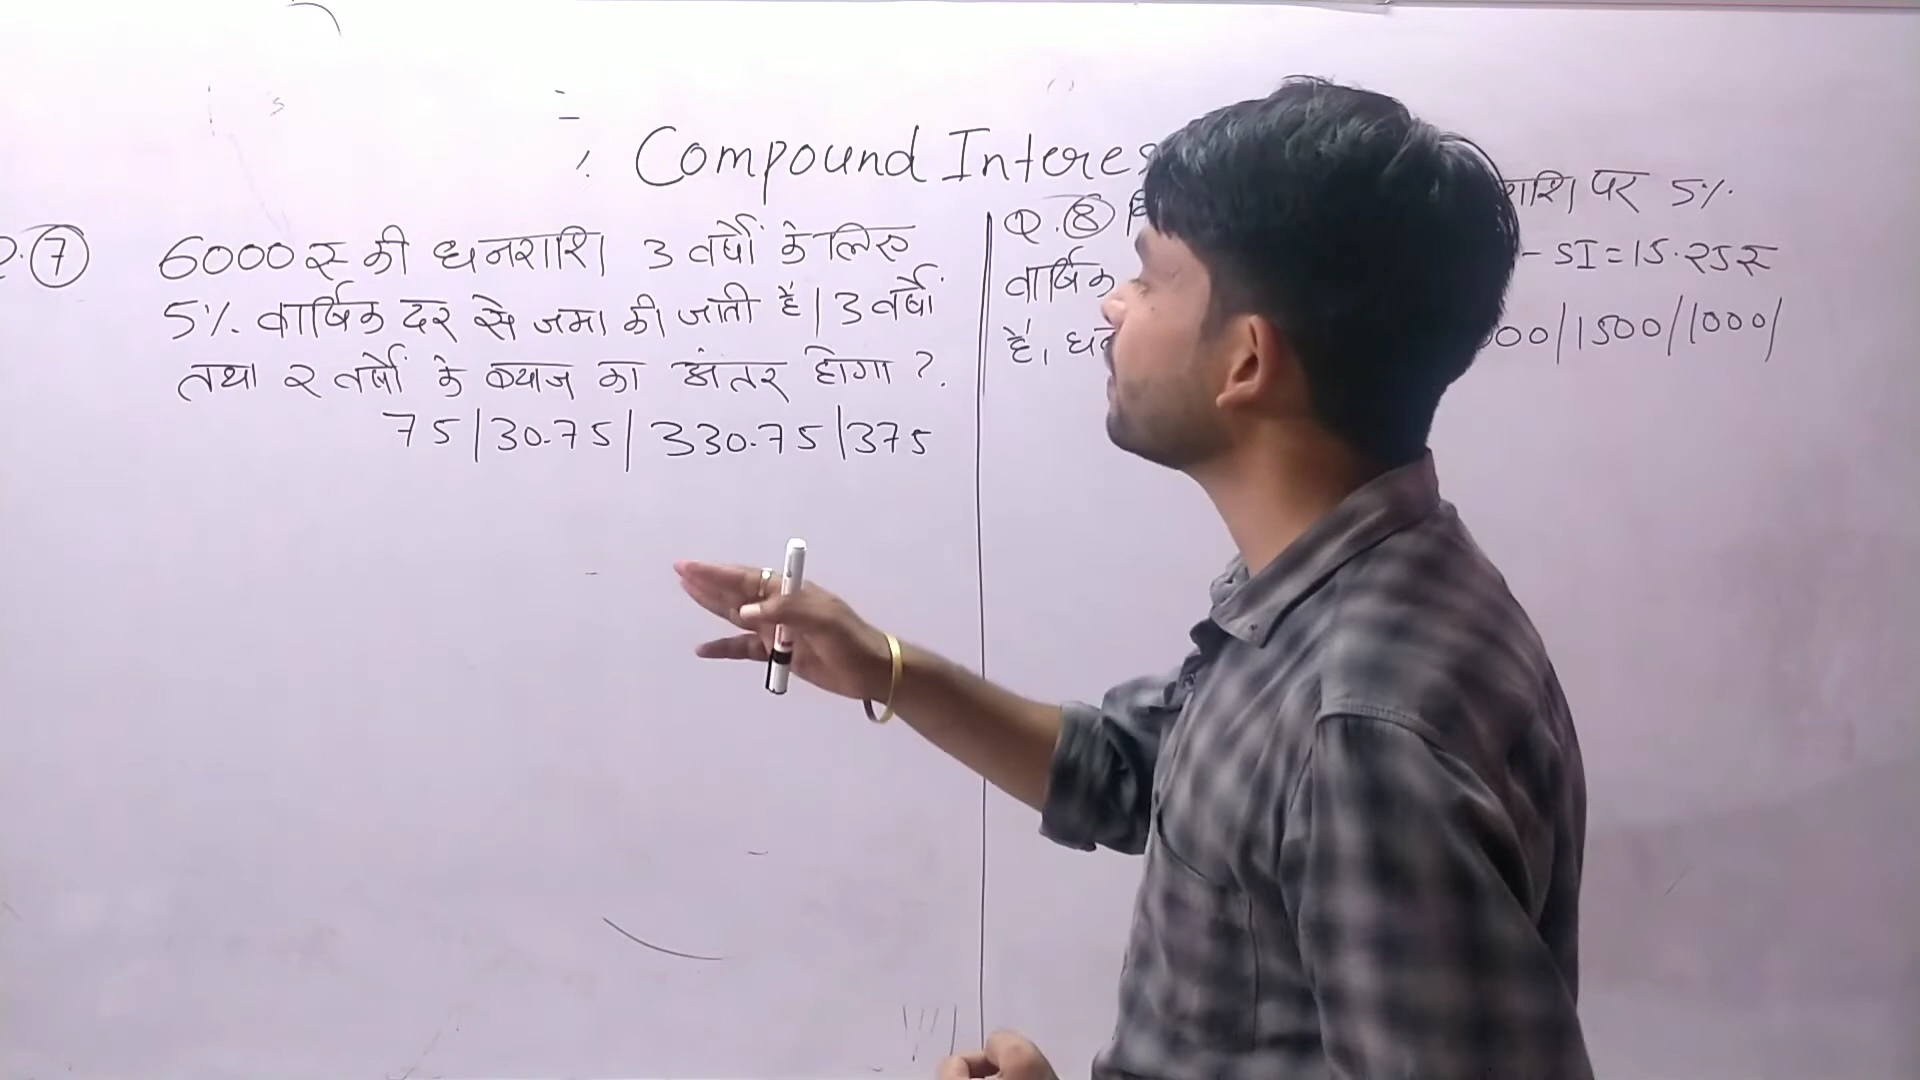 Compound Interes
Q.⑦ 6000रु की धनराशि 3 वर्षों के लिए
5% वार्षिक दर से जमा की जाती है। 3 वर्षों
तथा २ वर्षों के ब्याज का अंतर होगा ?.
75|30.75|330.75|375
Q.⑧ राशि पर 5%.
वार्षिक - SI=15.25रु
है, 00/1500/1000/